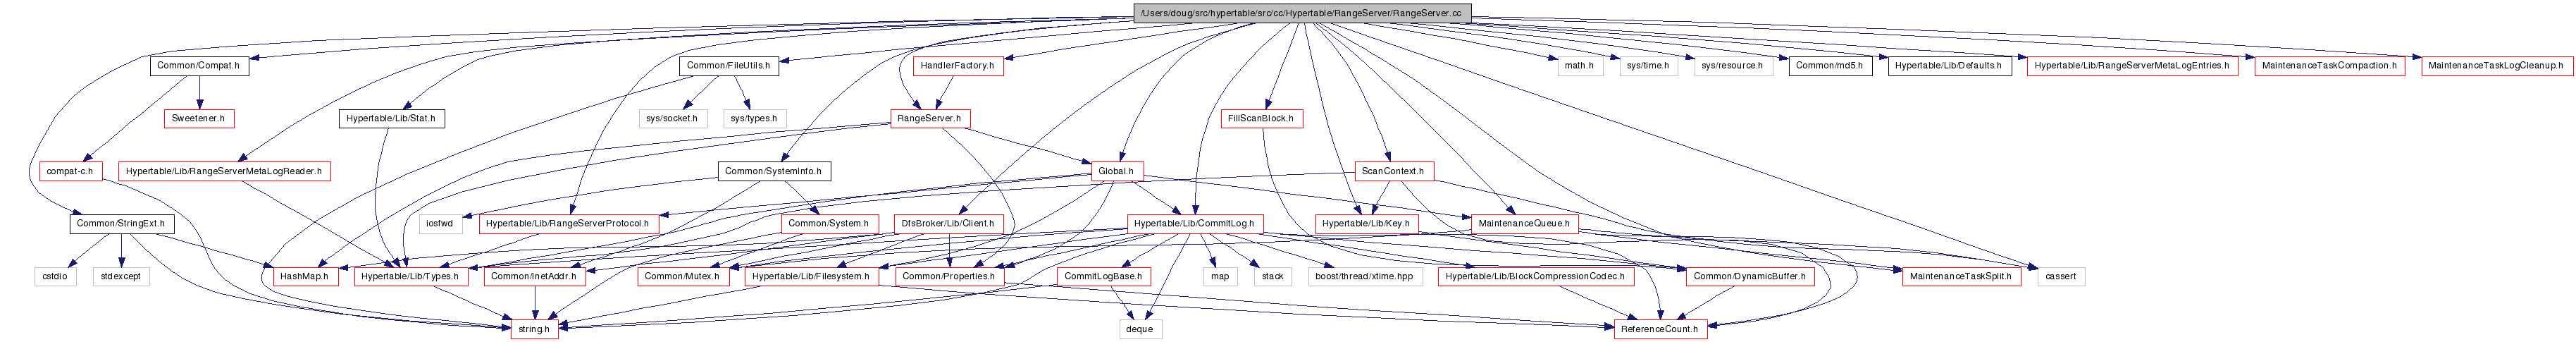 /Users/doug/src/hypertable/src/cc/Hypertable/RangeServer/RangeServer.cc
Common/Compat.h
Common/FileUtils.h
HandlerFactory.h
math.h
sys/time.h
sys/resource.h
Common/md5.h
Hypertable/Lib/Defaults.h
Hypertable/Lib/RangeServerMetaLogEntries.h
MaintenanceTaskCompaction.h
MaintenanceTaskLogCleanup.h
Sweetener.h
Hypertable/Lib/Stat.h
sys/socket.h
sys/types.h
RangeServer.h
FillScanBlock.h
compat-c.h
Hypertable/Lib/RangeServerMetaLogReader.h
Common/SystemInfo.h
Global.h
ScanContext.h
Common/StringExt.h
iosfwd
Hypertable/Lib/RangeServerProtocol.h
Common/System.h
DfsBroker/Lib/Client.h
Hypertable/Lib/CommitLog.h
Hypertable/Lib/Key.h
MaintenanceQueue.h
cstdio
stdexcept
HashMap.h
Hypertable/Lib/Types.h
Common/InetAddr.h
Common/Mutex.h
Hypertable/Lib/Filesystem.h
Common/Properties.h
CommitLogBase.h
map
stack
boost/thread/xtime.hpp
Hypertable/Lib/BlockCompressionCodec.h
Common/DynamicBuffer.h
MaintenanceTaskSplit.h
cassert
string.h
deque
ReferenceCount.h